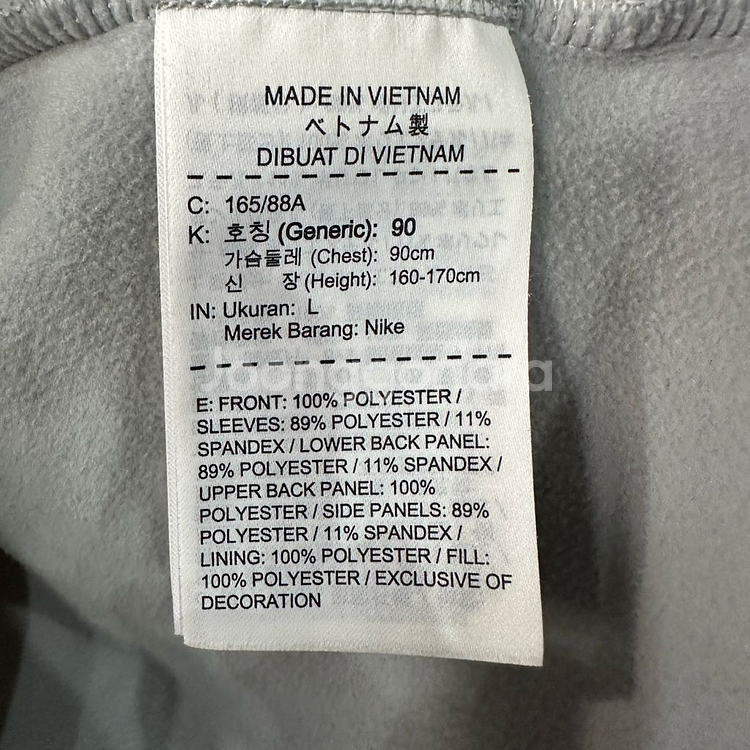 MADE IN VIETNAM
ベトナム製
DIBUAT DI VIETNAM
C: 165/88A
K: 호칭 (Generic): 90
가슴둘레 (Chest): 90cm
신 장 (Height): 160-170cm
IN: Ukuran: L
Merek Barang: Nike
E: FRONT: 100% POLYESTER /
SLEEVES: 89% POLYESTER / 11%
SPANDEX / LOWER BACK PANEL:
89% POLYESTER / 11% SPANDEX /
UPPER BACK PANEL: 100%
POLYESTER / SIDE PANELS: 89%
POLYESTER / 11% SPANDEX /
LINING: 100% POLYESTER / FILL:
100% POLYESTER / EXCLUSIVE OF
DECORATION